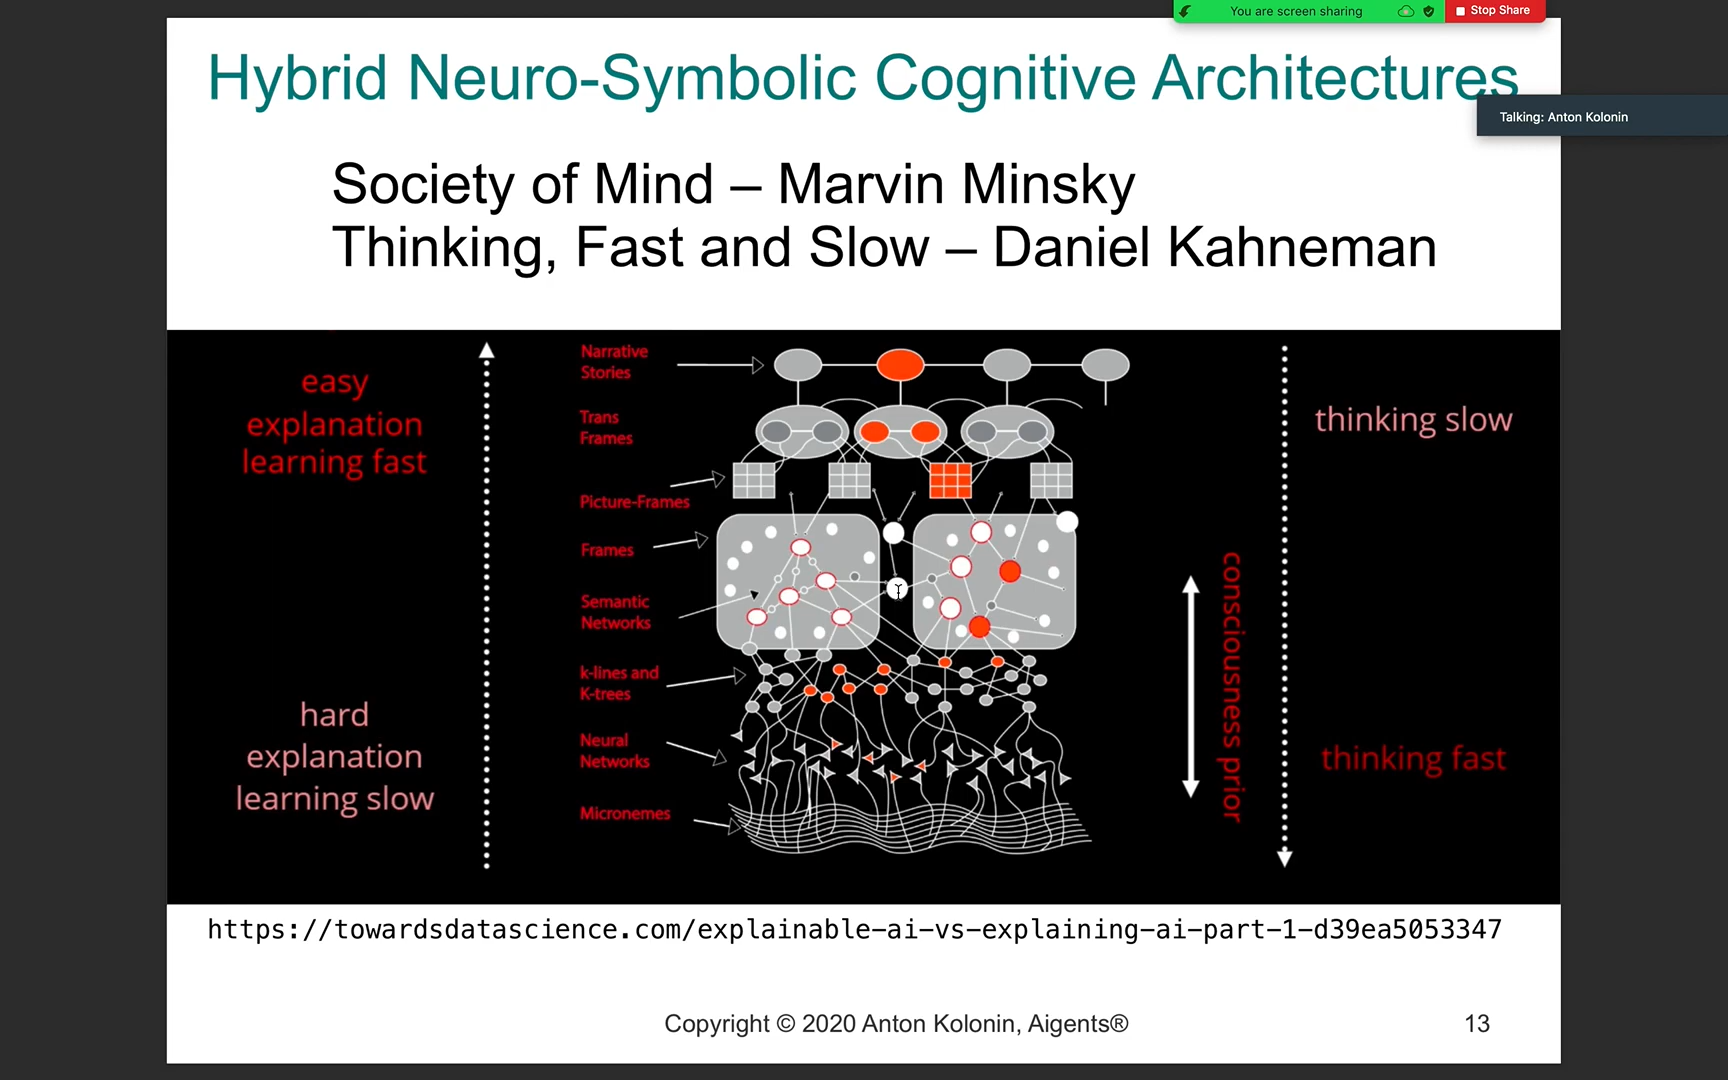 You are screen sharing
Stop Share
Hybrid Neuro-Symbolic Cognitive Architectures
Talking: Anton Kolonin
Society of Mind – Marvin Minsky
Thinking, Fast and Slow – Daniel Kahneman
easy
explanation
learning fast
hard
explanation
learning slow
Narrative
Stories
Trans
Frames
Picture-Frames
Frames
Semantic
Networks
k-lines and
K-trees
Neural
Networks
Micronemes
consciousness prior
thinking slow
thinking fast
https://towardsdatascience.com/explainable-ai-vs-explaining-ai-part-1-d39ea5053347
Copyright © 2020 Anton Kolonin, Aigents®
13